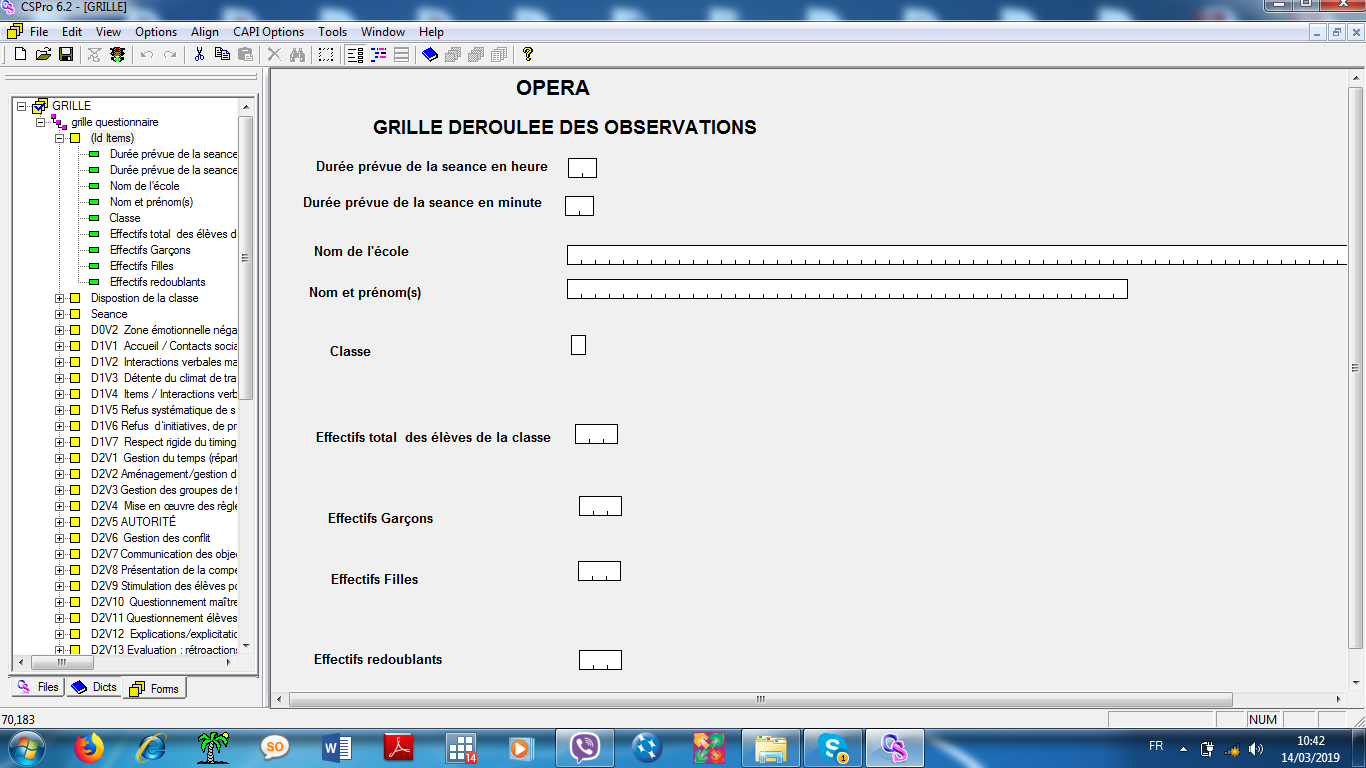 CSPro 6.2 - [GRILLE]
File Edit View Options Align CAPI Options Tools Window Help
GRILLE
grille questionnaire
(Id Items)
Durée prévue de la seance
Durée prévue de la seance
Nom de l'école
Nom et prénom(s)
Classe
Effectifs total des élèves d
Effectifs Garçons
Effectifs Filles
Effectifs redoublants
Dispostion de la classe
Seance
D0V2 Zone émotionnelle néga
D1V1 Accueil / Contacts socia
D1V2 Interactions verbales ma
D1V3 Détente du climat de tra
D1V4 Items / Interactions verb
D1V5 Refus systématique de s
D1V6 Refus d'initiatives, de pr
D1V7 Respect rigide du timing
D2V1 Gestion du temps (répart
D2V2 Aménagement/gestion d
D2V3 Gestion des groupes de t
D2V4 Mise en œuvre des règle
D2V5 AUTORITÉ
D2V6 Gestion des conflit
D2V7 Communication des obje
D2V8 Présentation de la compe
D2V9 Stimulation des élèves po
D2V10 Questionnement maître
D2V11 Questionnement élèves
D2V12 Explications/explicitatio
D2V13 Evaluation : rétroactions
Files Dicts Forms
OPERA
GRILLE DEROULEE DES OBSERVATIONS
Durée prévue de la seance en heure
Durée prévue de la seance en minute
Nom de l'école
Nom et prénom(s)
Classe
Effectifs total des élèves de la classe
Effectifs Garçons
Effectifs Filles
Effectifs redoublants
70,183
NUM
SO
14
1
FR
10:42
14/03/2019